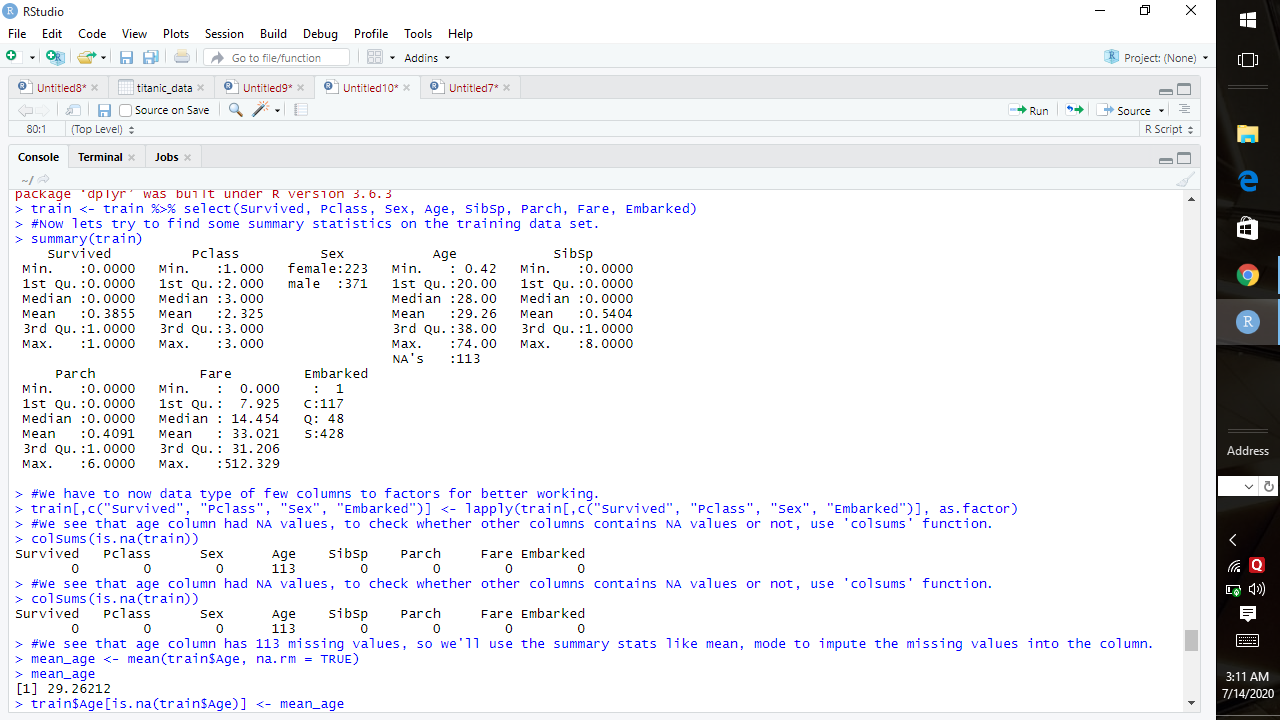 RStudio
File Edit Code View Plots Session Build Debug Profile Tools Help
Go to file/function Addins Project: (None)
Untitled8* titanic_data Untitled9* Untitled10* Untitled7*
Source on Save Run Source
80:1 (Top Level) R Script
Console Terminal Jobs
~/
package 'dplyr' was built under R version 3.6.3
> train <- train %>% select(Survived, Pclass, Sex, Age, SibSp, Parch, Fare, Embarked)
> #Now lets try to find some summary statistics on the training data set.
> summary(train)
Survived Pclass Sex Age SibSp
Min. :0.0000 Min. :1.000 female:223 Min. : 0.42 Min. :0.0000
1st Qu.:0.0000 1st Qu.:2.000 male :371 1st Qu.:20.00 1st Qu.:0.0000
Median :0.0000 Median :3.000 Median :28.00 Median :0.0000
Mean :0.3855 Mean :2.325 Mean :29.26 Mean :0.5404
3rd Qu.:1.0000 3rd Qu.:3.000 3rd Qu.:38.00 3rd Qu.:1.0000
Max. :1.0000 Max. :3.000 Max. :74.00 Max. :8.0000
NA's :113
Parch Fare Embarked
Min. :0.0000 Min. : 0.000 : 1
1st Qu.:0.0000 1st Qu.: 7.925 C:117
Median :0.0000 Median : 14.454 Q: 48
Mean :0.4091 Mean : 33.021 S:428
3rd Qu.:1.0000 3rd Qu.: 31.206
Max. :6.0000 Max. :512.329
> #We have to now data type of few columns to factors for better working.
> train[,c("Survived", "Pclass", "Sex", "Embarked")] <- lapply(train[,c("Survived", "Pclass", "Sex", "Embarked")], as.factor)
> #We see that age column had NA values, to check whether other columns contains NA values or not, use 'colsums' function.
> colSums(is.na(train))
Survived Pclass Sex Age SibSp Parch Fare Embarked
0 0 0 113 0 0 0 0
> #We see that age column had NA values, to check whether other columns contains NA values or not, use 'colsums' function.
> colSums(is.na(train))
Survived Pclass Sex Age SibSp Parch Fare Embarked
0 0 0 113 0 0 0 0
> #We see that age column has 113 missing values, so we'll use the summary stats like mean, mode to impute the missing values into the column.
> mean_age <- mean(train$Age, na.rm = TRUE)
> mean_age
[1] 29.26212
> train$Age[is.na(train$Age)] <- mean_age
Address
3:11 AM
7/14/2020